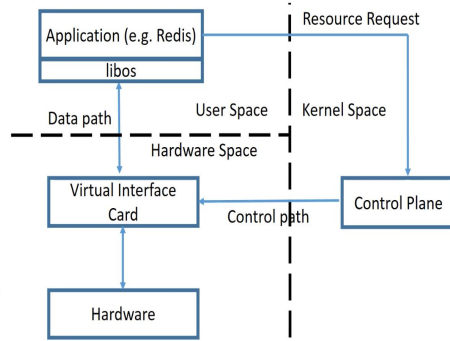 Resource Request
Application (e.g. Redis)
libos
Data path
User Space
Kernel Space
Hardware Space
Virtual Interface
Card
Control path
Control Plane
Hardware